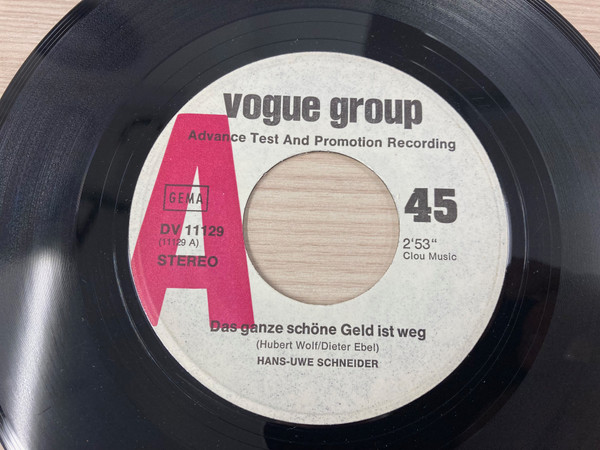 vogue group
Advance Test And Promotion Recording
A
GEMA
45
DV 11129
(11129 A)
STEREO
2'53“
Clou Music
Das ganze schöne Geld ist weg
(Hubert Wolf/Dieter Ebel)
HANS-UWE SCHNEIDER